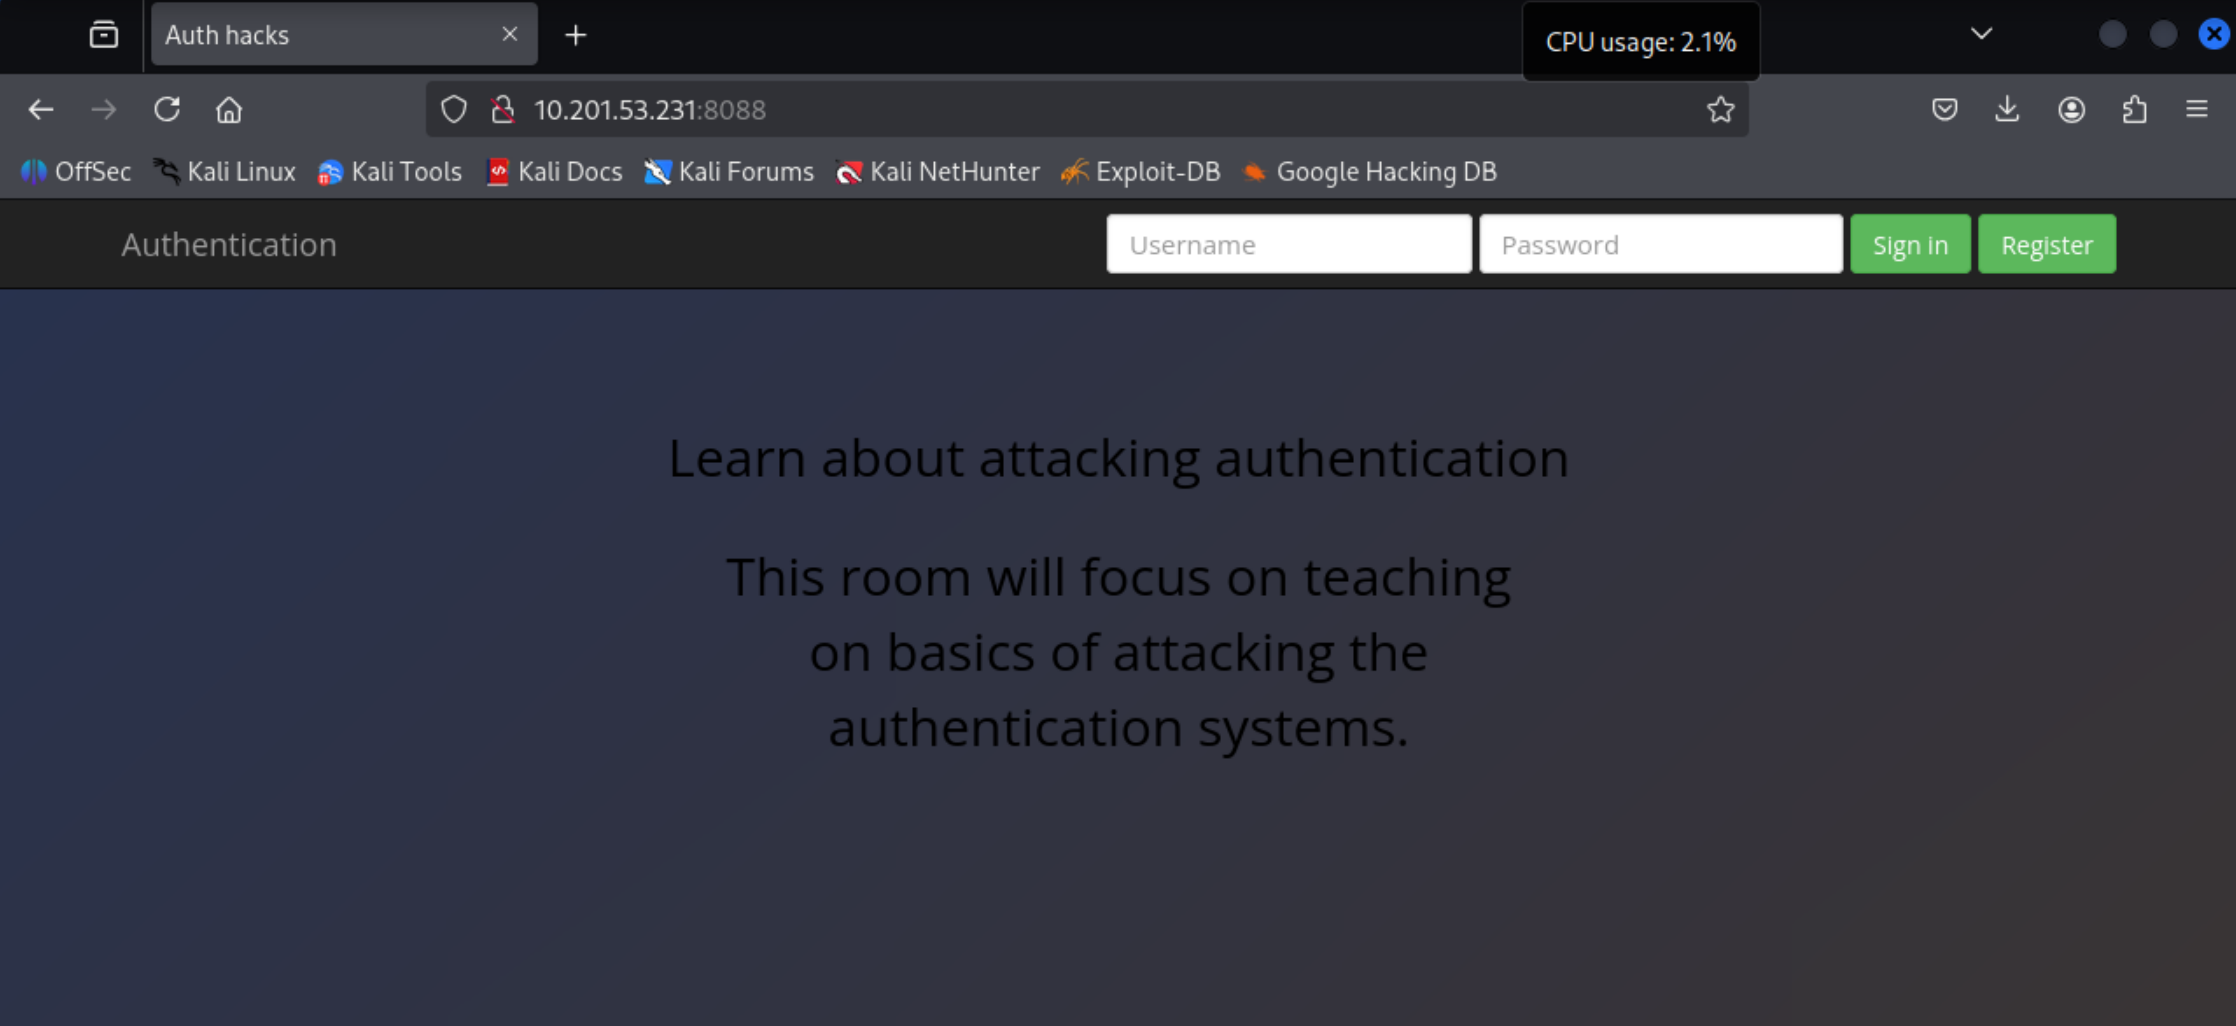 Auth hacks
CPU usage: 2.1%
10.201.53.231:8088
OffSec Kali Linux Kali Tools Kali Docs Kali Forums Kali NetHunter Exploit-DB Google Hacking DB
Authentication Username Password Sign in Register
Learn about attacking authentication
This room will focus on teaching
on basics of attacking the
authentication systems.